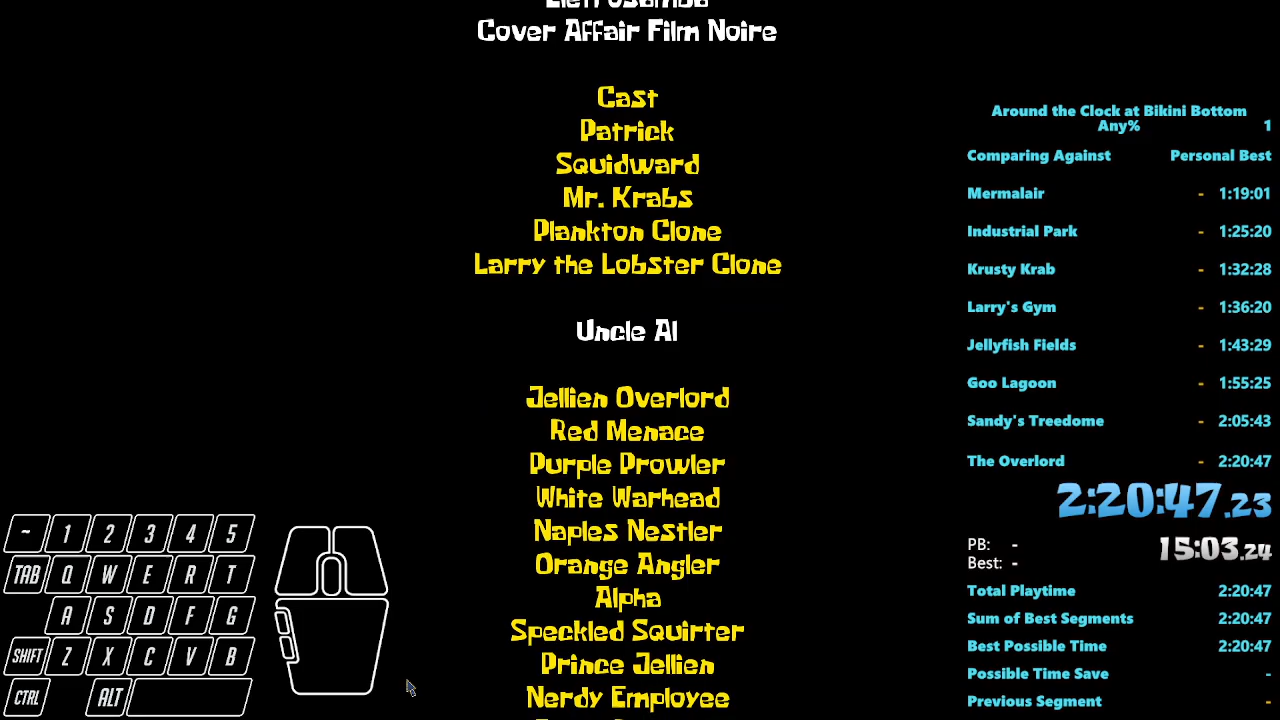 Cover Affair Film Noire
Cast
Patrick
Squidward
Mr. Krabs
Plankton Clone
Larry the Lobster Clone
Uncle Al
Jellien Overlord
Red Menace
Purple Prowler
White Warhead
Naples Nestler
Orange Angler
Alpha
Speckled Squirter
Prince Jellien
Nerdy Employee
Around the Clock at Bikini Bottom
Any% 1
Comparing Against Personal Best
Mermalair - 1:19:01
Industrial Park - 1:25:20
Krusty Krab - 1:32:28
Larry's Gym - 1:36:20
Jellyfish Fields - 1:43:29
Goo Lagoon - 1:55:25
Sandy's Treedome - 2:05:43
The Overlord - 2:20:47
2:20:47.23
PB: - 15:03.24
Best: -
Total Playtime 2:20:47
Sum of Best Segments 2:20:47
Best Possible Time 2:20:47
Possible Time Save -
Previous Segment -
~ 1 2 3 4 5
TAB Q W E R T
A S D F G
SHIFT Z X C V B
CTRL ALT